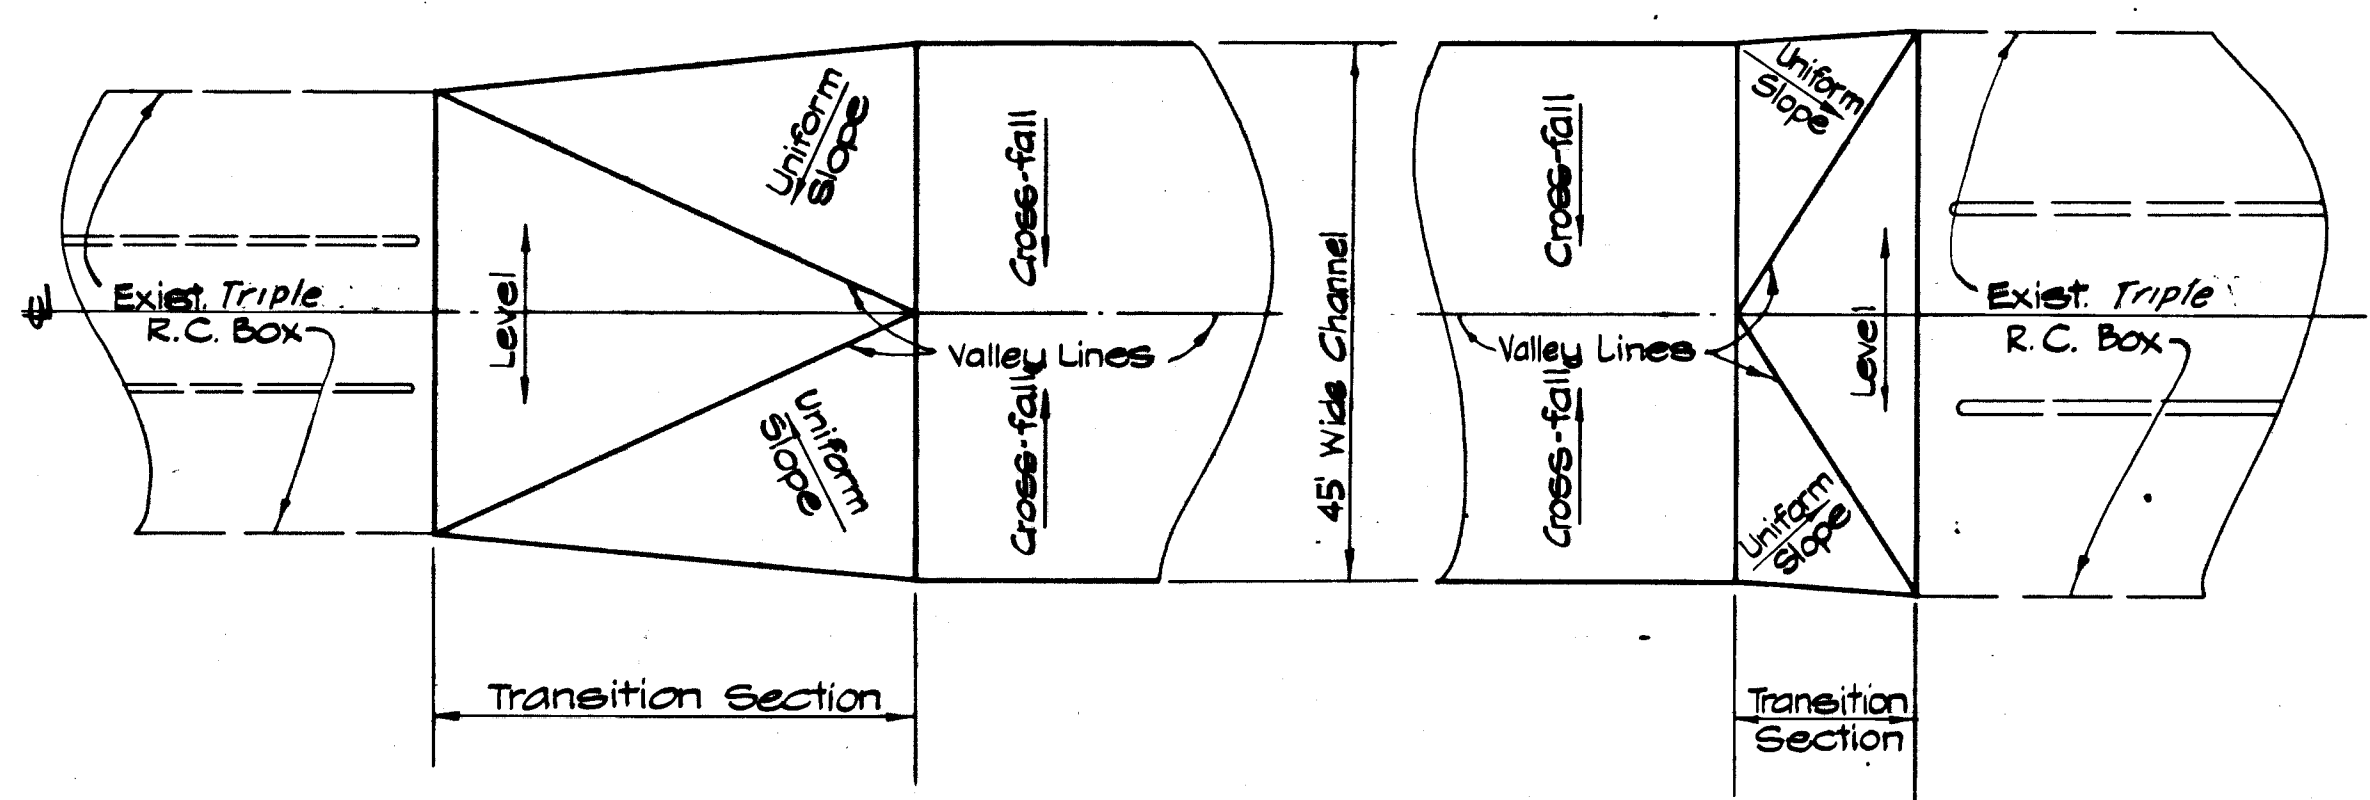 Uniform
Slope
Cross-fall
Level
Exist. Triple
R.C. Box
Valley Lines
Uniform
Slope
Cross-fall
45' Wide Channel
Transition Section
Cross-fall
Uniform
Slope
Valley Lines
Level
Exist. Triple
R.C. Box
Cross-fall
Uniform
Slope
Transition
Section